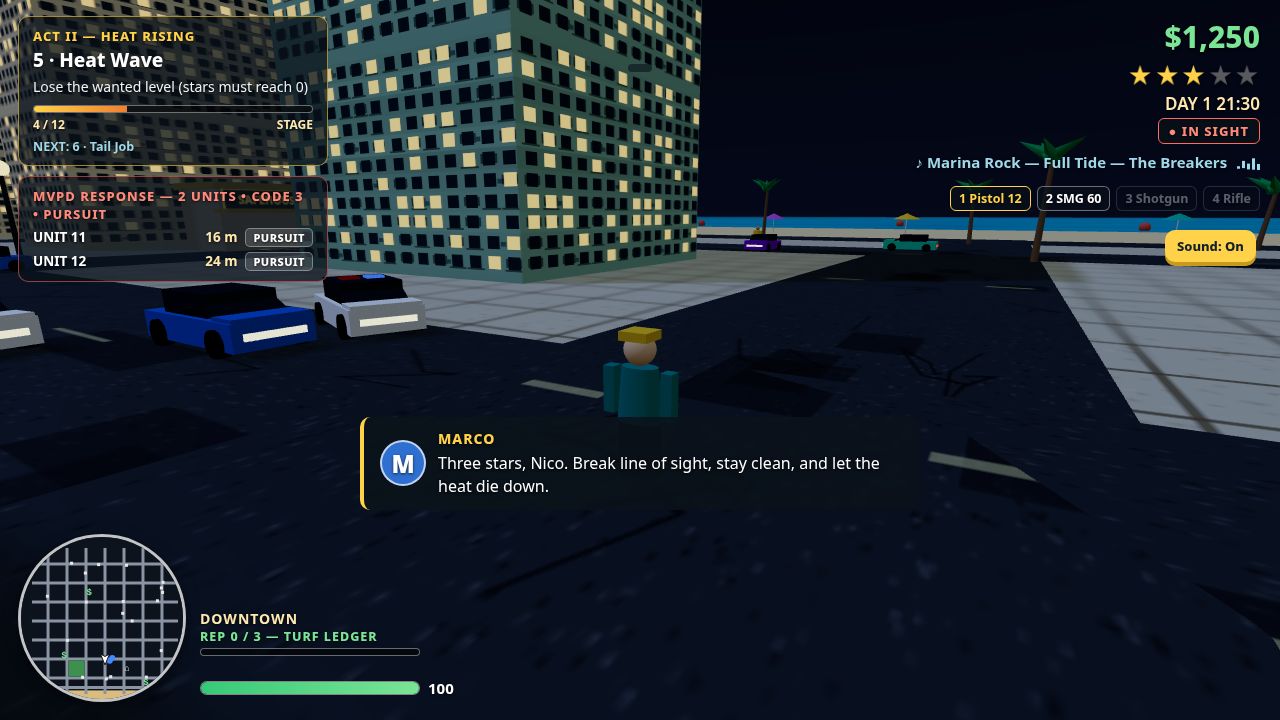 ACT II — HEAT RISING
5 · Heat Wave
Lose the wanted level (stars must reach 0)
4 / 12 STAGE
NEXT: 6 · Tail Job
MVPD RESPONSE — 2 UNITS • CODE 3
• PURSUIT
UNIT 11 16 m PURSUIT
UNIT 12 24 m PURSUIT
$1,250
★★★★★
DAY 1 21:30
● IN SIGHT
♪ Marina Rock — Full Tide — The Breakers
1 Pistol 12 2 SMG 60 3 Shotgun 4 Rifle
Sound: On
MARCO
M
Three stars, Nico. Break line of sight, stay clean, and let the
heat die down.
DOWNTOWN
REP 0 / 3 — TURF LEDGER
100
$
$
$